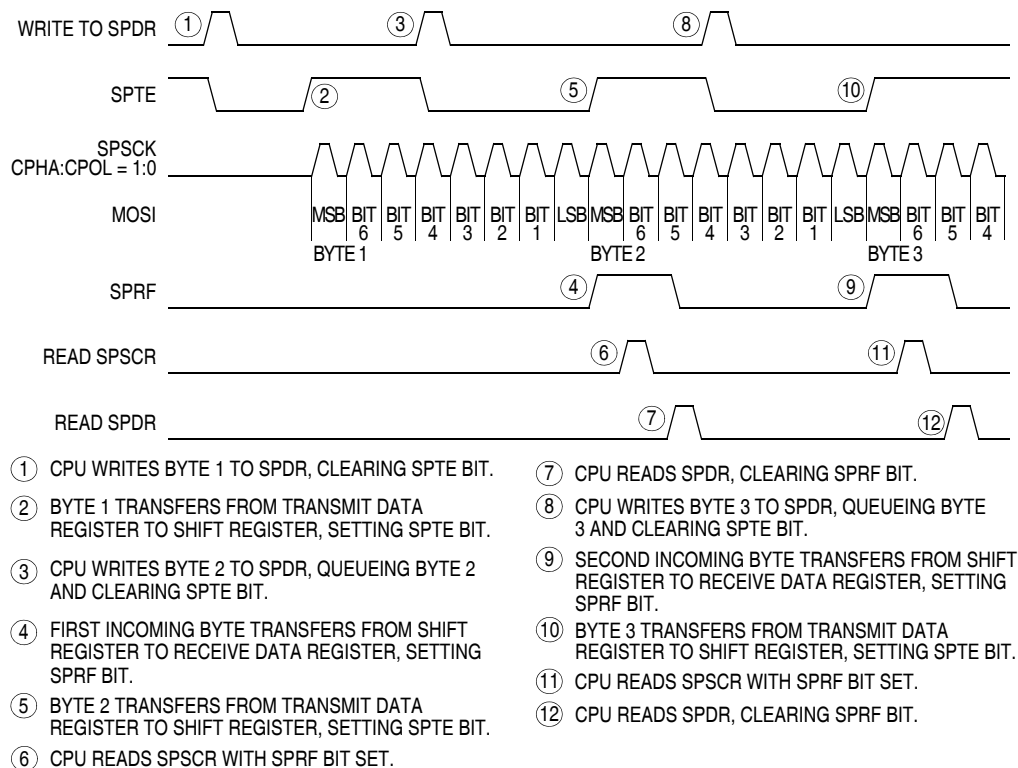 WRITE TO SPDR
1
3
8
SPTE
2
5
10
SPSCK
CPHA:CPOL = 1:0
MOSI
MSB BIT BIT BIT BIT BIT BIT LSB MSB BIT BIT BIT BIT BIT BIT LSB MSB BIT BIT BIT
6 5 4 3 2 1 6 5 4 3 2 1 6 5 4
BYTE 1 BYTE 2 BYTE 3
SPRF
4
9
READ SPSCR
6
11
READ SPDR
7
12
1 CPU WRITES BYTE 1 TO SPDR, CLEARING SPTE BIT.
2 BYTE 1 TRANSFERS FROM TRANSMIT DATA
REGISTER TO SHIFT REGISTER, SETTING SPTE BIT.
3 CPU WRITES BYTE 2 TO SPDR, QUEUEING BYTE 2
AND CLEARING SPTE BIT.
4 FIRST INCOMING BYTE TRANSFERS FROM SHIFT
REGISTER TO RECEIVE DATA REGISTER, SETTING
SPRF BIT.
5 BYTE 2 TRANSFERS FROM TRANSMIT DATA
REGISTER TO SHIFT REGISTER, SETTING SPTE BIT.
6 CPU READS SPSCR WITH SPRF BIT SET.
7 CPU READS SPDR, CLEARING SPRF BIT.
8 CPU WRITES BYTE 3 TO SPDR, QUEUEING BYTE
3 AND CLEARING SPTE BIT.
9 SECOND INCOMING BYTE TRANSFERS FROM SHIFT
REGISTER TO RECEIVE DATA REGISTER, SETTING
SPRF BIT.
10 BYTE 3 TRANSFERS FROM TRANSMIT DATA
REGISTER TO SHIFT REGISTER, SETTING SPTE BIT.
11 CPU READS SPSCR WITH SPRF BIT SET.
12 CPU READS SPDR, CLEARING SPRF BIT.